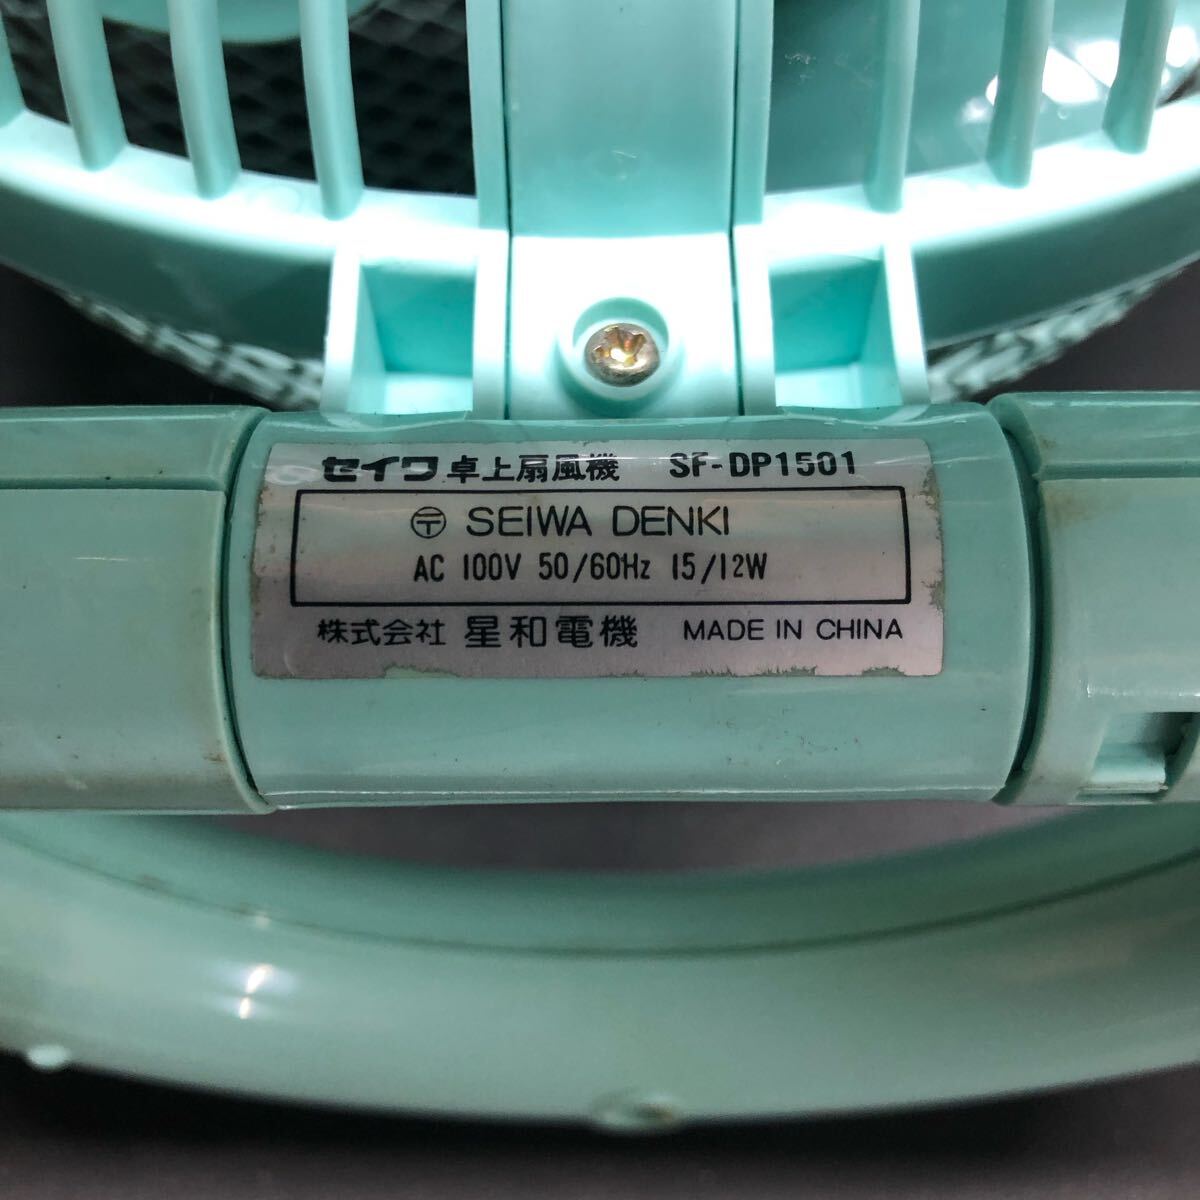 セイワ 卓上扇風機 SF-DP1501
〶 SEIWA DENKI
AC 100V 50/60Hz 15/12W
株式会社 星和電機 MADE IN CHINA